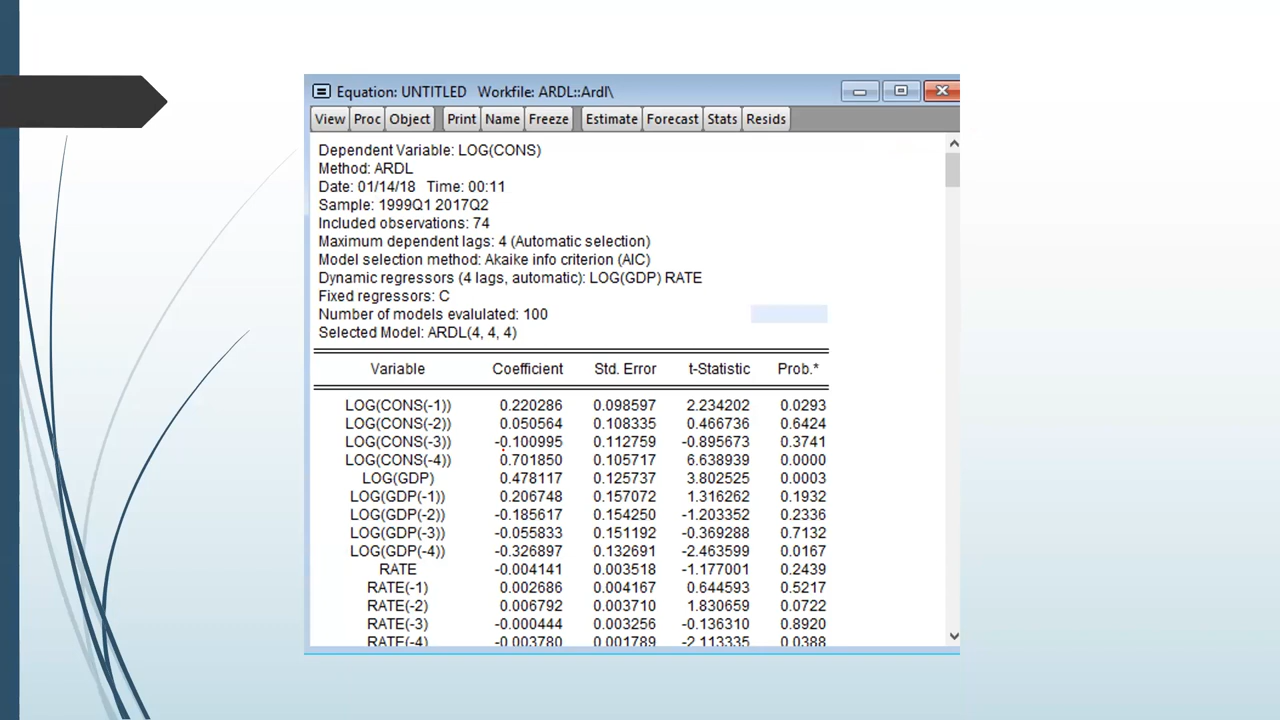 Equation: UNTITLED Workfile: ARDL::Ardl\
View Proc Object Print Name Freeze Estimate Forecast Stats Resids
Dependent Variable: LOG(CONS)
Method: ARDL
Date: 01/14/18 Time: 00:11
Sample: 1999Q1 2017Q2
Included observations: 74
Maximum dependent lags: 4 (Automatic selection)
Model selection method: Akaike info criterion (AIC)
Dynamic regressors (4 lags, automatic): LOG(GDP) RATE
Fixed regressors: C
Number of models evalulated: 100
Selected Model: ARDL(4, 4, 4)
Variable Coefficient Std. Error t-Statistic Prob.*
LOG(CONS(-1)) 0.220286 0.098597 2.234202 0.0293
LOG(CONS(-2)) 0.050564 0.108335 0.466736 0.6424
LOG(CONS(-3)) -0.100995 0.112759 -0.895673 0.3741
LOG(CONS(-4)) 0.701850 0.105717 6.638939 0.0000
LOG(GDP) 0.478117 0.125737 3.802525 0.0003
LOG(GDP(-1)) 0.206748 0.157072 1.316262 0.1932
LOG(GDP(-2)) -0.185617 0.154250 -1.203352 0.2336
LOG(GDP(-3)) -0.055833 0.151192 -0.369288 0.7132
LOG(GDP(-4)) -0.326897 0.132691 -2.463599 0.0167
RATE -0.004141 0.003518 -1.177001 0.2439
RATE(-1) 0.002686 0.004167 0.644593 0.5217
RATE(-2) 0.006792 0.003710 1.830659 0.0722
RATE(-3) -0.000444 0.003256 -0.136310 0.8920
RATE(-4) -0.003780 0.001789 -2.113335 0.0388